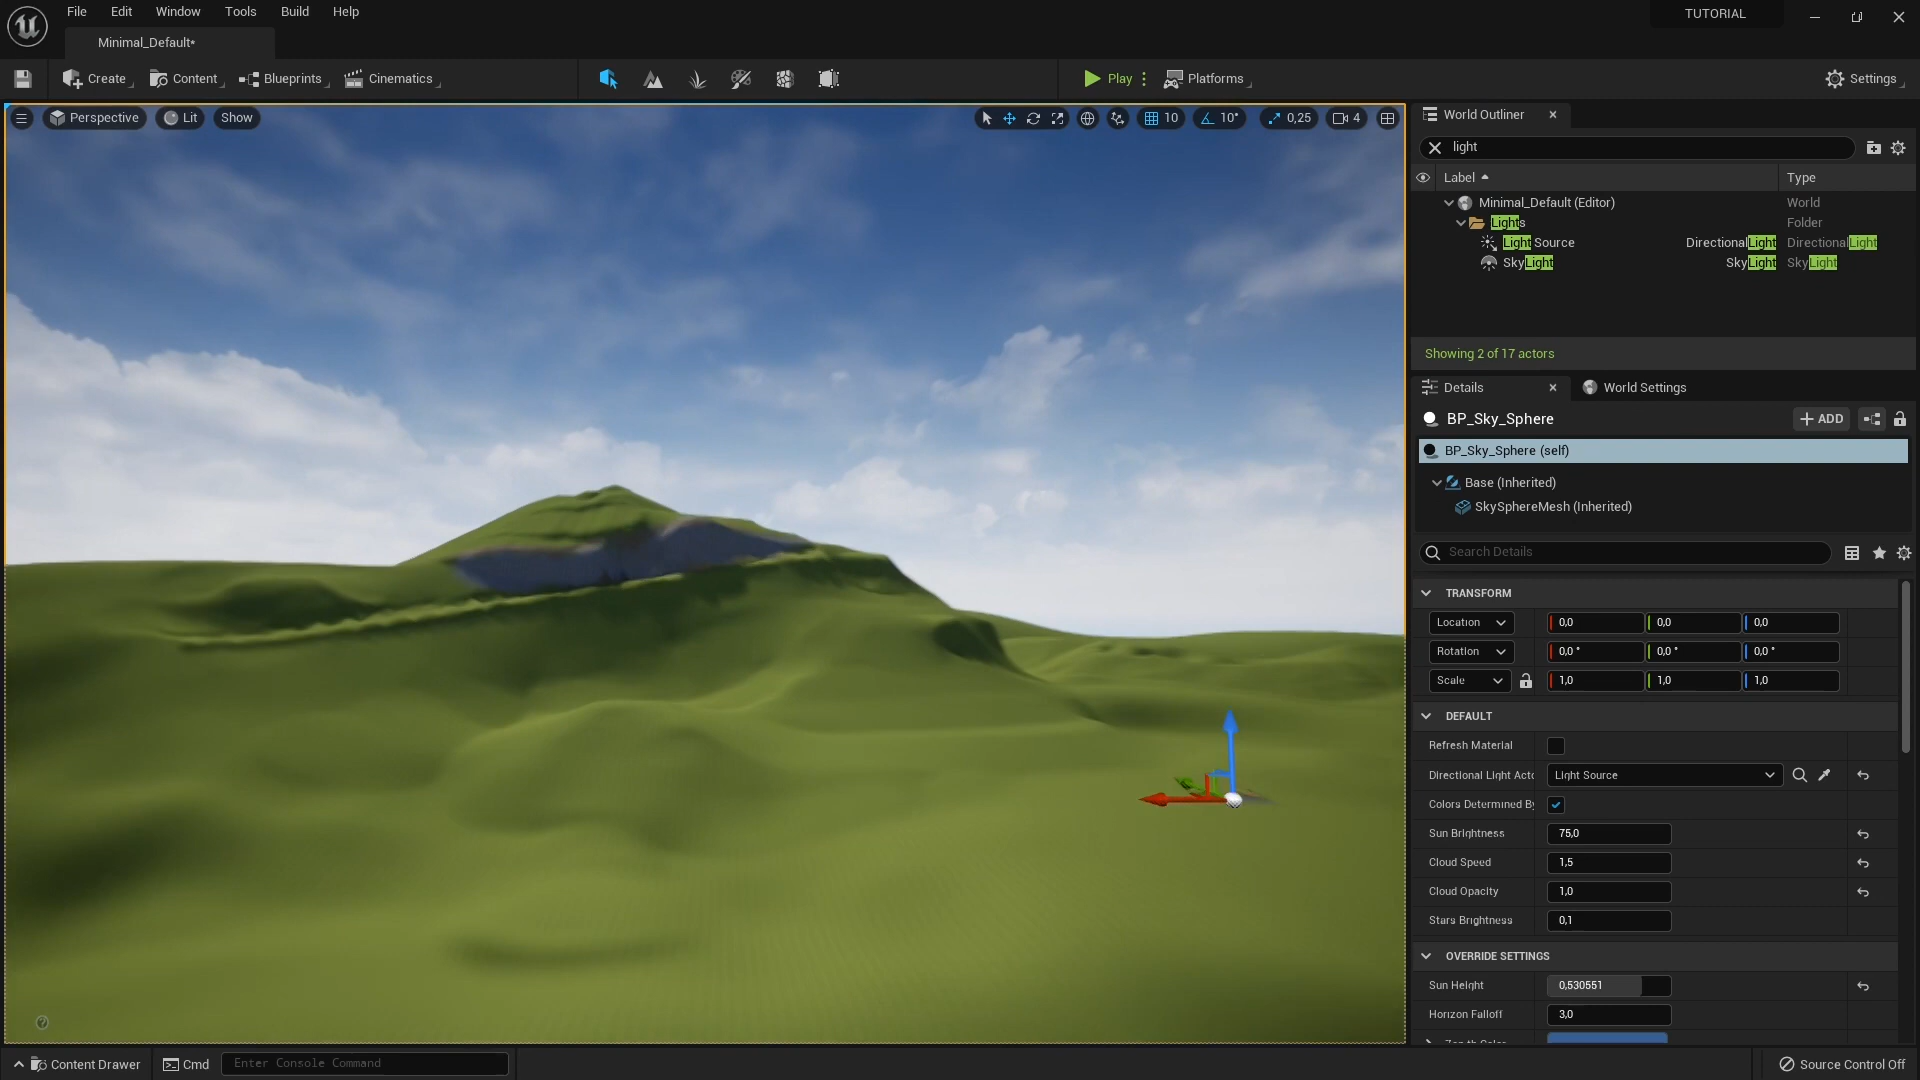 File Edit Window Tools Build Help
TUTORIAL
Minimal_Default*
Create Content Blueprints Cinematics Play Platforms Settings
Perspective Lit Show 10 10° 0,25 4
World Outliner
light
Label Type
Minimal_Default (Editor) World
Lights Folder
Light Source DirectionalLight DirectionalLight
SkyLight SkyLight SkyLight
Showing 2 of 17 actors
Details World Settings
BP_Sky_Sphere ADD
BP_Sky_Sphere (self)
Base (Inherited)
SkySphereMesh (Inherited)
Search Details
TRANSFORM
Location 0,0 0,0 0,0
Rotation 0,0 ° 0,0 ° 0,0 °
Scale 1,0 1,0 1,0
DEFAULT
Refresh Material
Directional Light Acto Light Source
Colors Determined By
Sun Brightness 75,0
Cloud Speed 1,5
Cloud Opacity 1,0
Stars Brightness 0,1
OVERRIDE SETTINGS
Sun Height 0,530551
Horizon Falloff 3,0
Content Drawer Cmd Enter Console Command Source Control Off